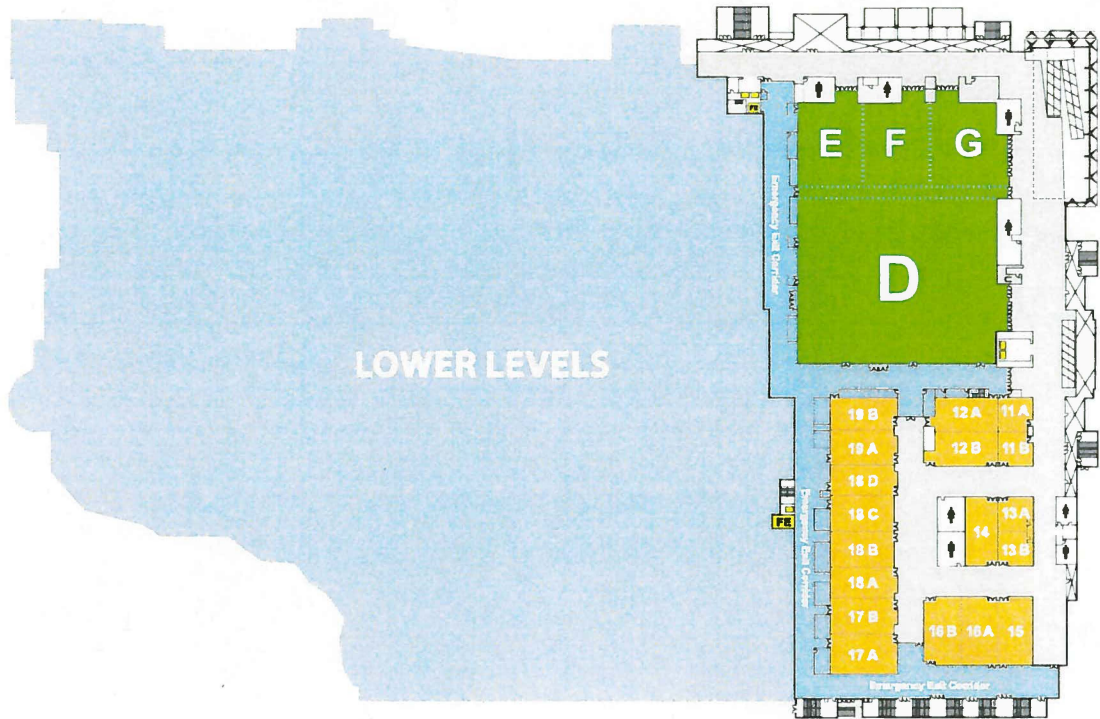 FE
E F G
Emergency Exit Corridor
D
LOWER LEVELS
19 B
12 A
11 A
19 A
12 B
11 B
18 D
18 C
13 A
FE
14
Emergency Exit Corridor
18 B
13 B
18 A
17 B
16 B
16 A
15
17 A
Emergency Exit Corridor